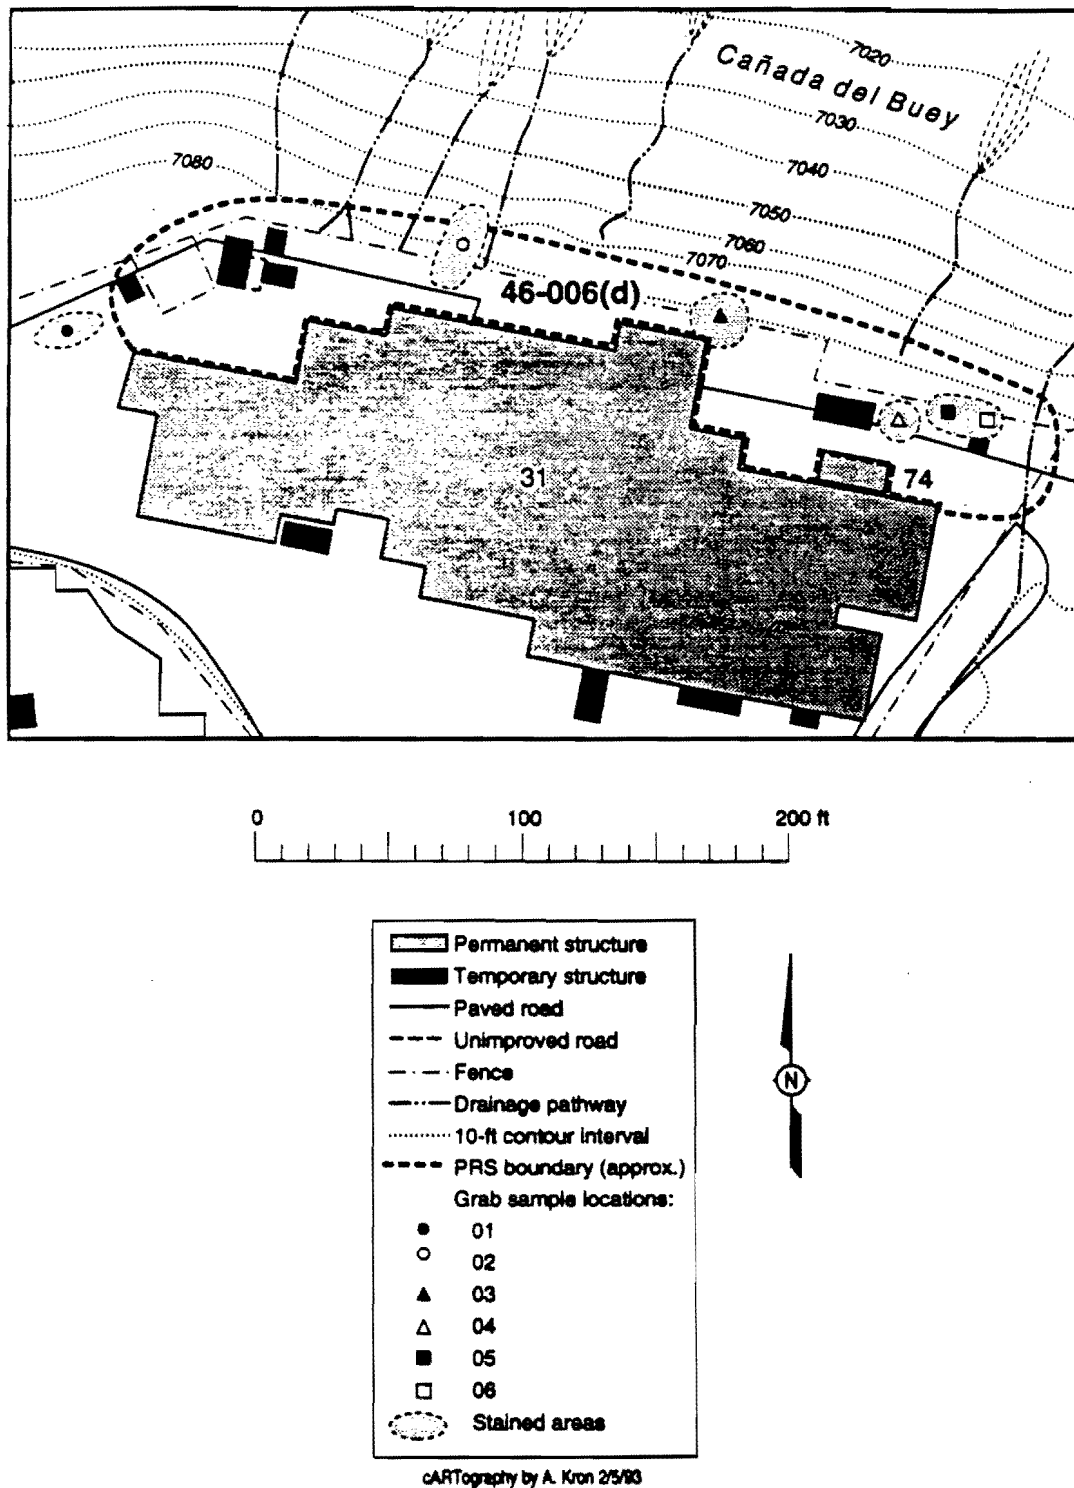 7020
Cañada del Buey
7030
7040
7080
7050
7060
7070
46-006(d)
31
74
0 100 200 ft
Permanent structure
Temporary structure
Paved road
Unimproved road
Fence
Drainage pathway
10-ft contour interval
PRS boundary (approx.)
Grab sample locations:
01
02
03
04
05
06
Stained areas
N
cARTography by A. Kron 2/5/93